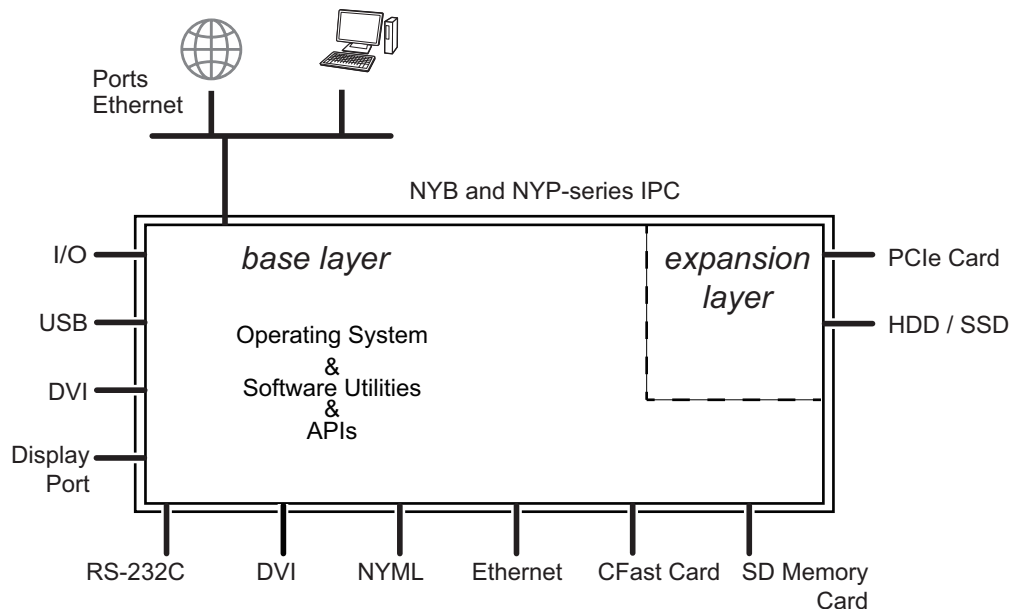 Ports
Ethernet
NYB and NYP-series IPC
I/O
USB
DVI
Display
Port
base layer
Operating System
&
Software Utilities
&
APIs
expansion
layer
PCIe Card
HDD / SSD
RS-232C
DVI
NYML
Ethernet
CFast Card
SD Memory
Card